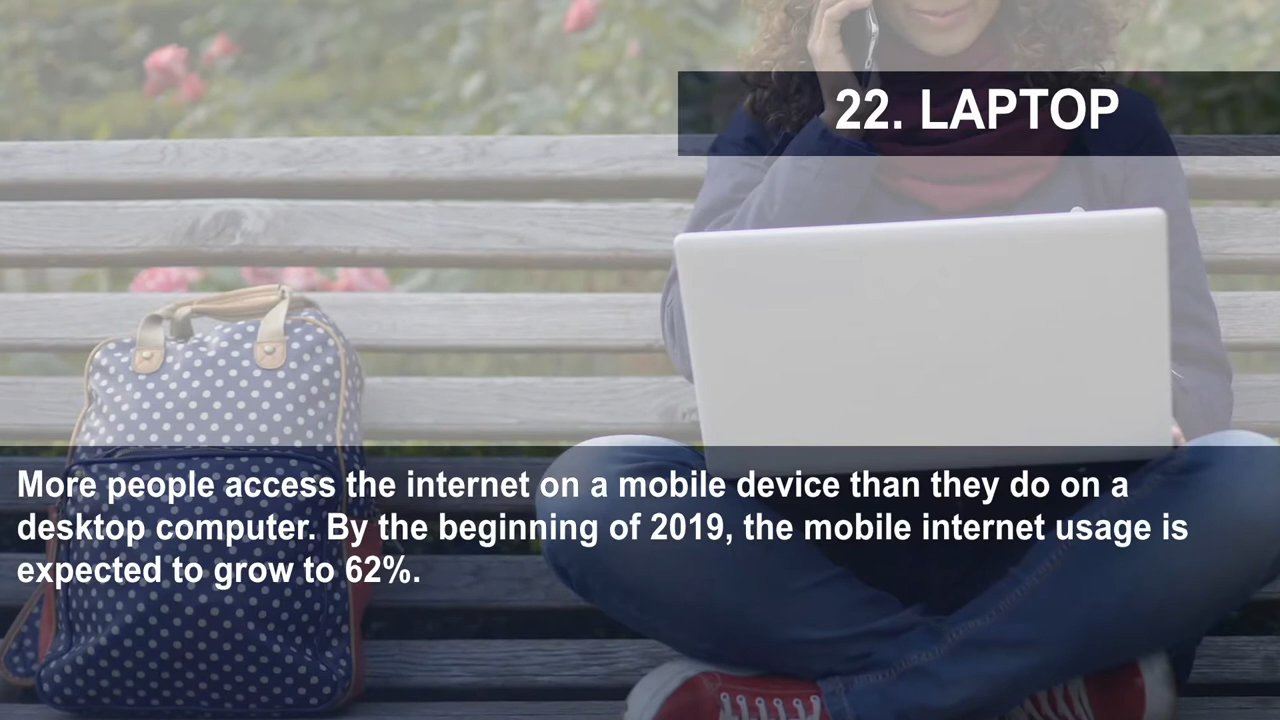 22. LAPTOP
More people access the internet on a mobile device than they do on a
desktop computer. By the beginning of 2019, the mobile internet usage is
expected to grow to 62%.